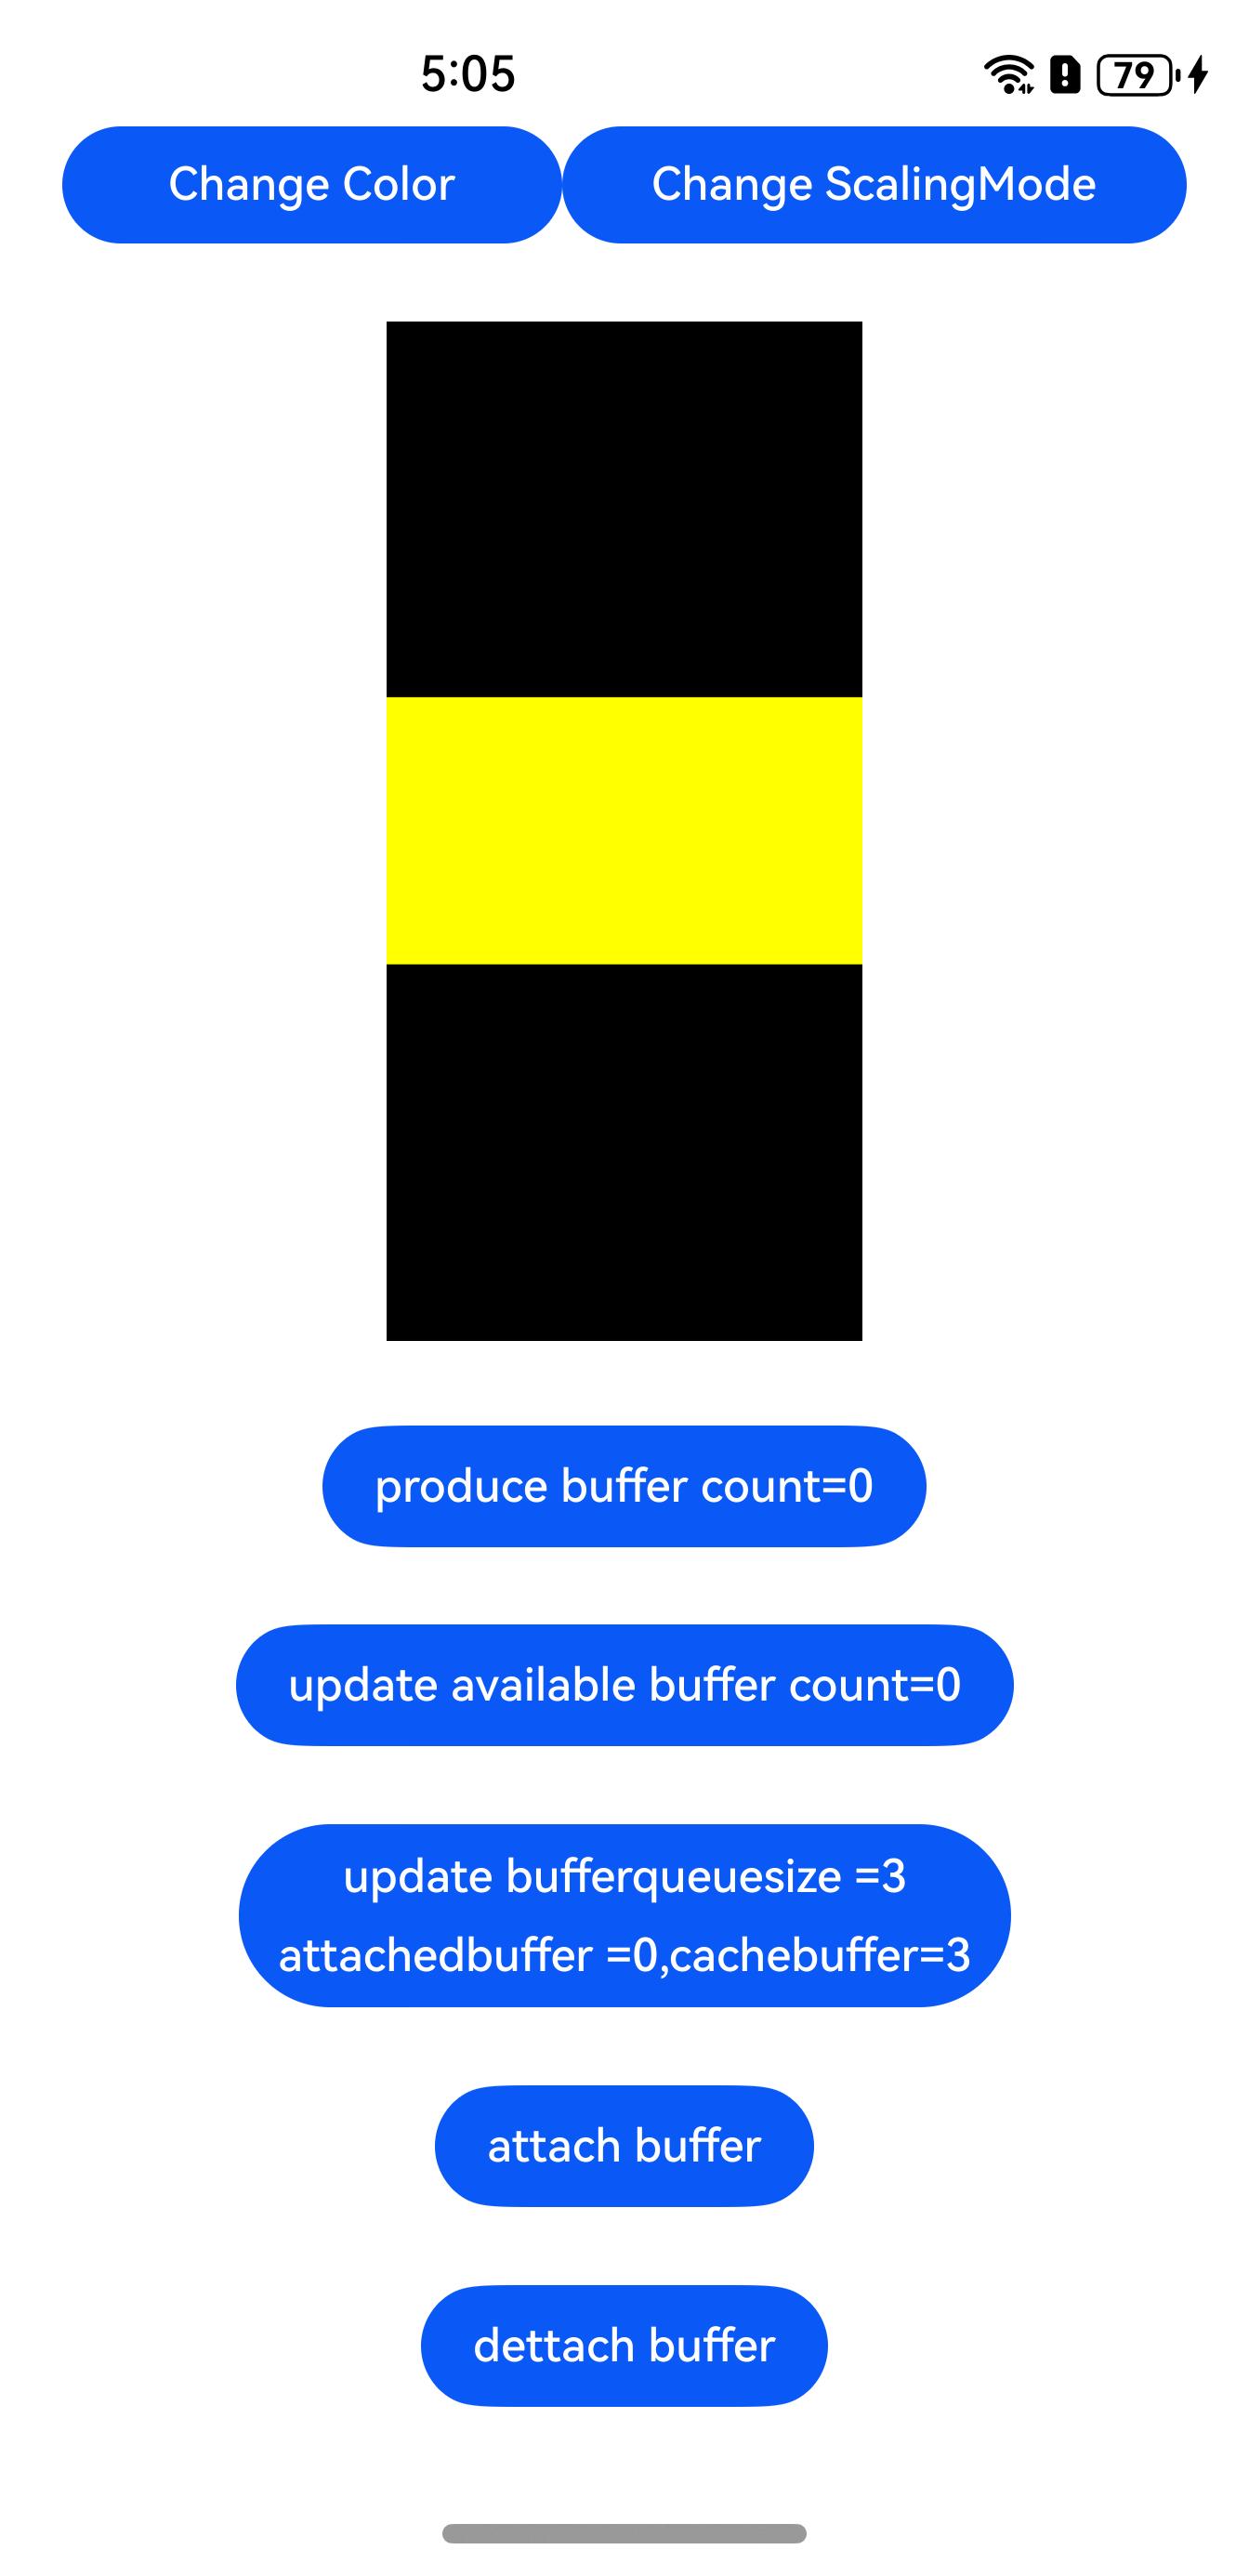 5:05
79
Change Color
Change ScalingMode
produce buffer count=0
update available buffer count=0
update bufferqueuesize =3
attachedbuffer =0,cachebuffer=3
attach buffer
dettach buffer